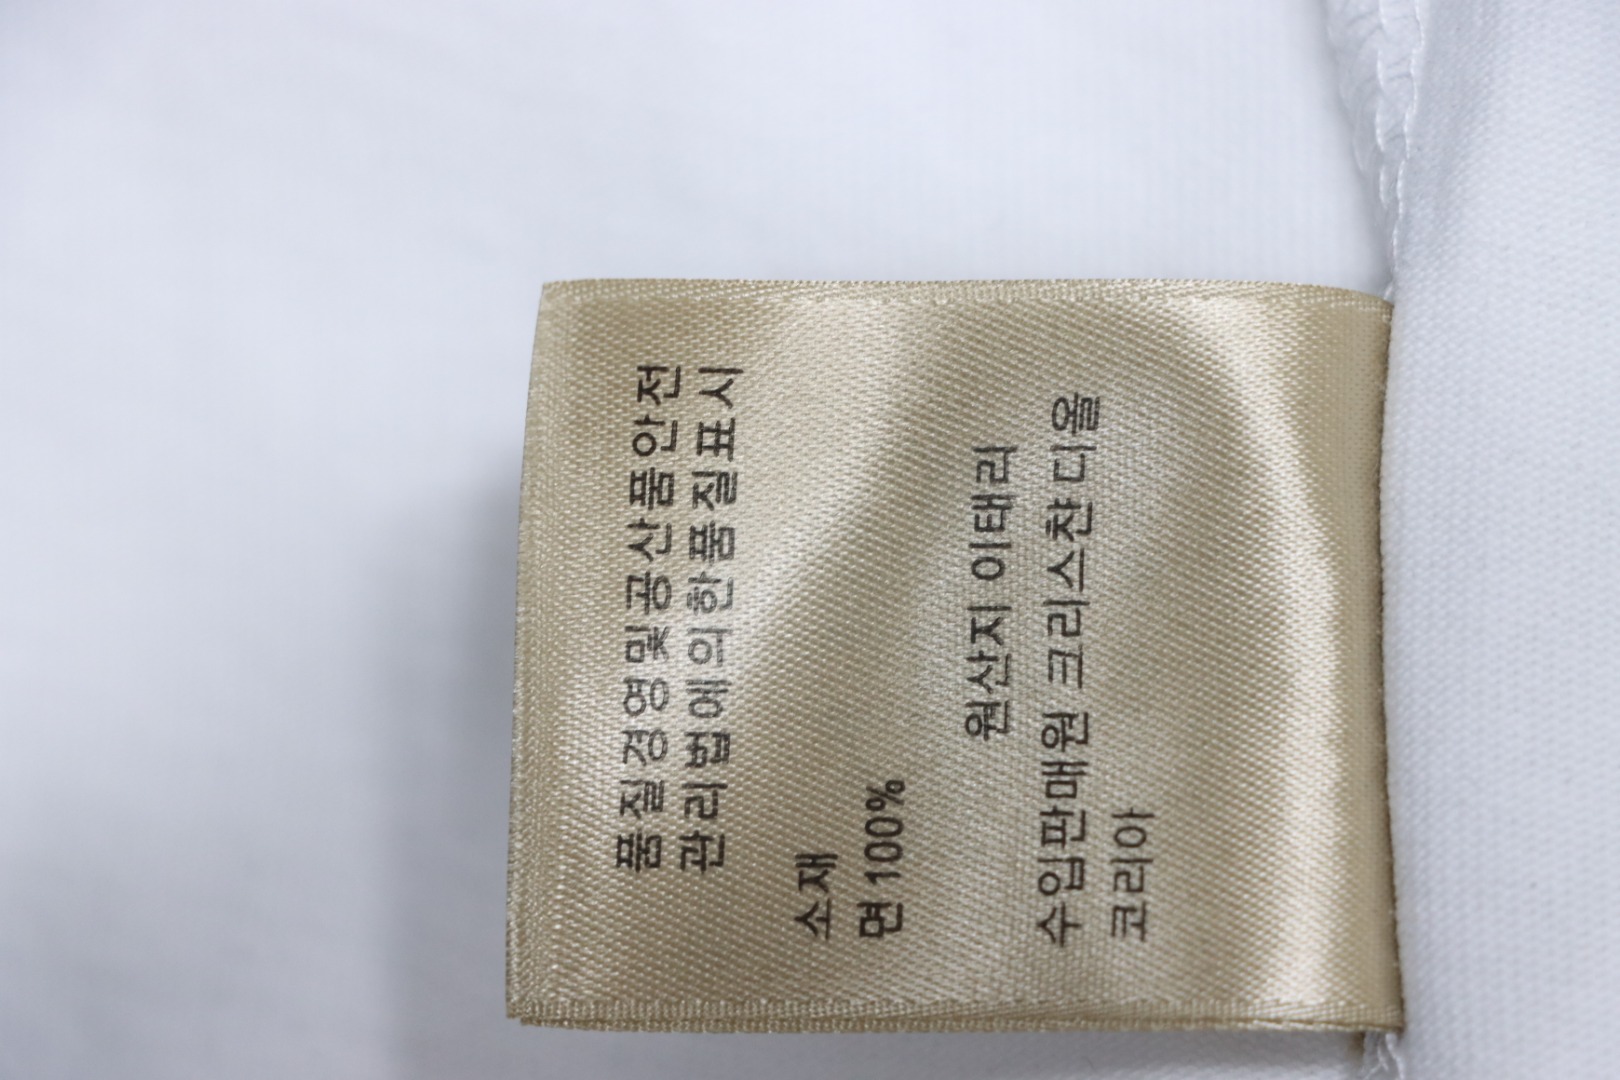 품질경영및공산품안전
관리법에의한품질표시
소재
면 100%
원산지 이태리
수입판매원 크리스챤 디올
코리아